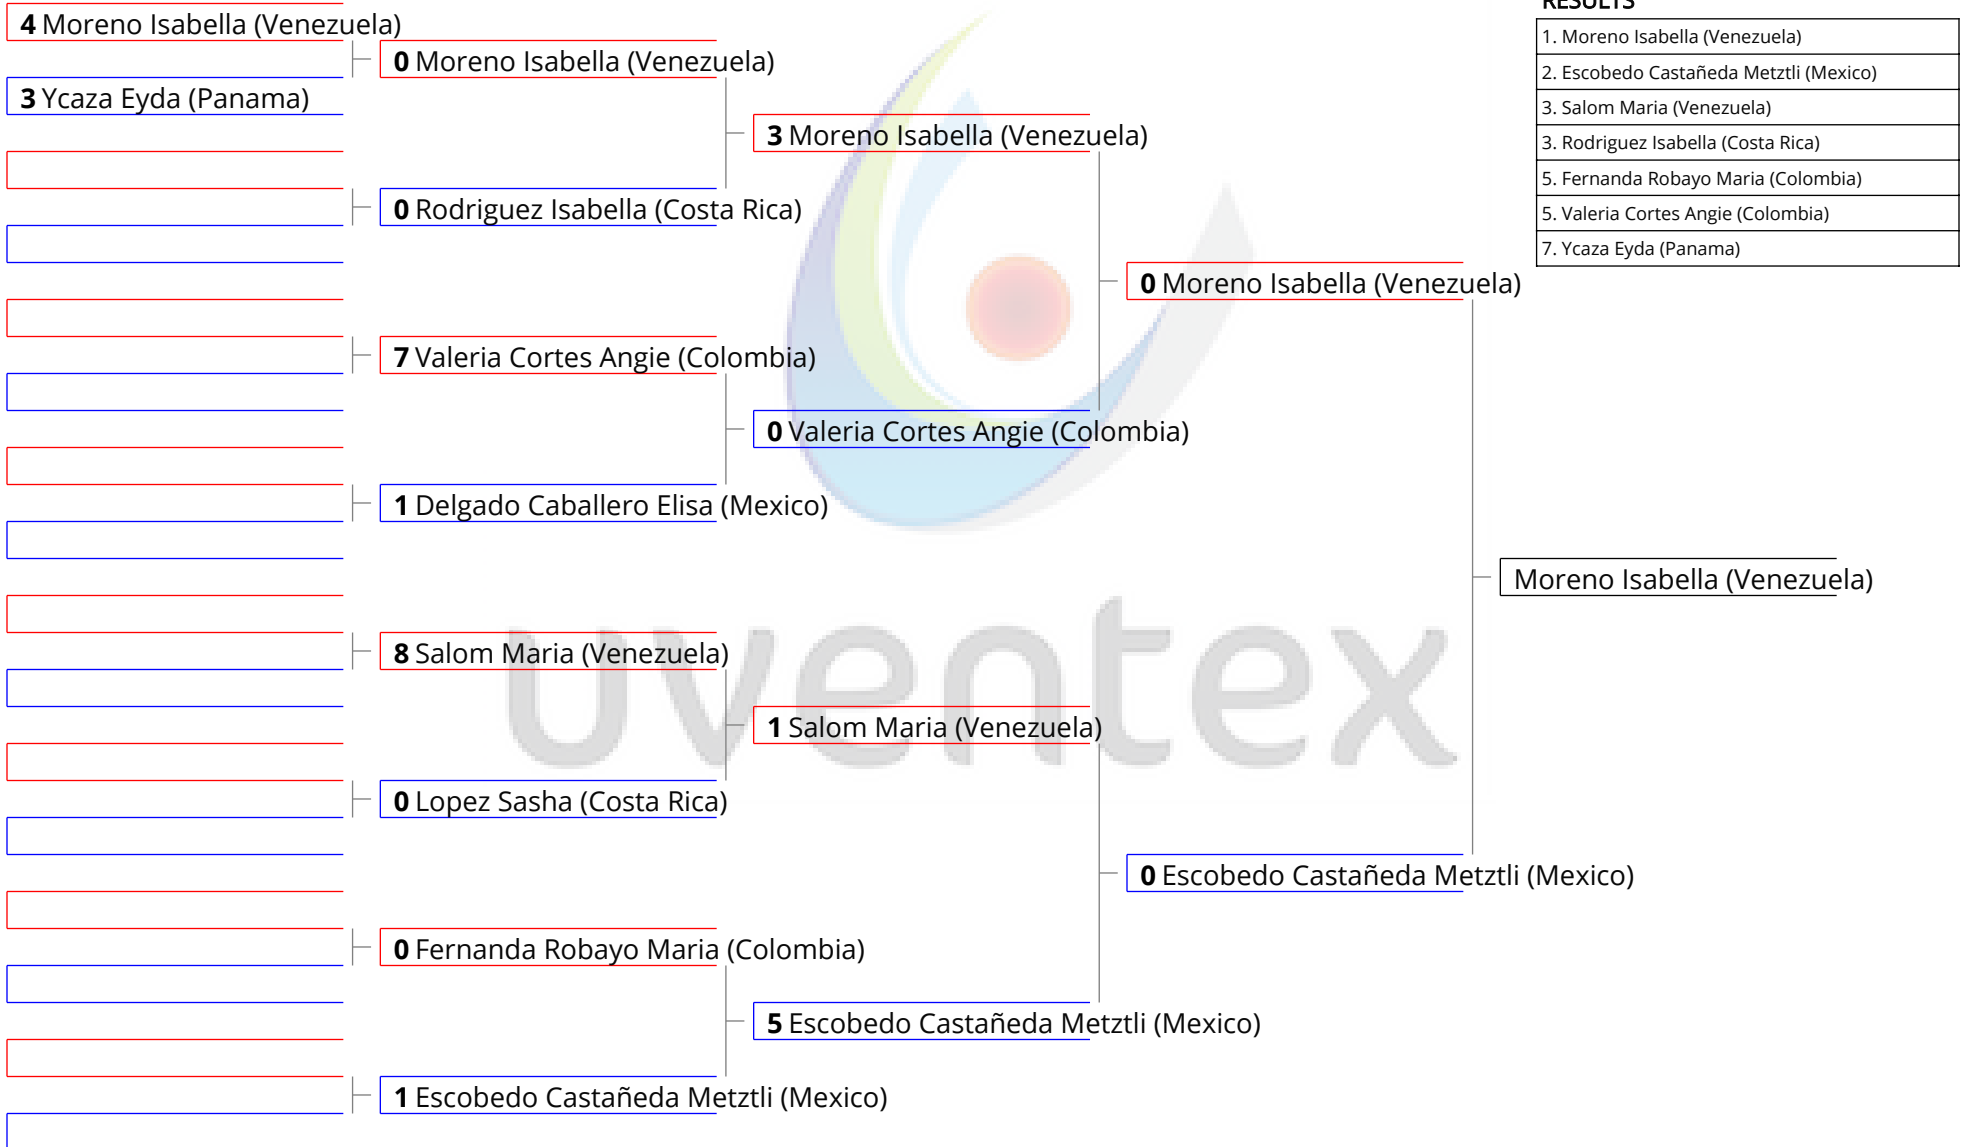 RESULTS
1. Moreno Isabella (Venezuela)
2. Escobedo Castañeda Metztli (Mexico)
3. Salom Maria (Venezuela)
3. Rodriguez Isabella (Costa Rica)
5. Fernanda Robayo Maria (Colombia)
5. Valeria Cortes Angie (Colombia)
7. Ycaza Eyda (Panama)
4 Moreno Isabella (Venezuela)
3 Ycaza Eyda (Panama)
0 Moreno Isabella (Venezuela)
0 Rodriguez Isabella (Costa Rica)
7 Valeria Cortes Angie (Colombia)
1 Delgado Caballero Elisa (Mexico)
8 Salom Maria (Venezuela)
0 Lopez Sasha (Costa Rica)
0 Fernanda Robayo Maria (Colombia)
1 Escobedo Castañeda Metztli (Mexico)
3 Moreno Isabella (Venezuela)
0 Valeria Cortes Angie (Colombia)
1 Salom Maria (Venezuela)
5 Escobedo Castañeda Metztli (Mexico)
0 Moreno Isabella (Venezuela)
0 Escobedo Castañeda Metztli (Mexico)
Moreno Isabella (Venezuela)
uventex